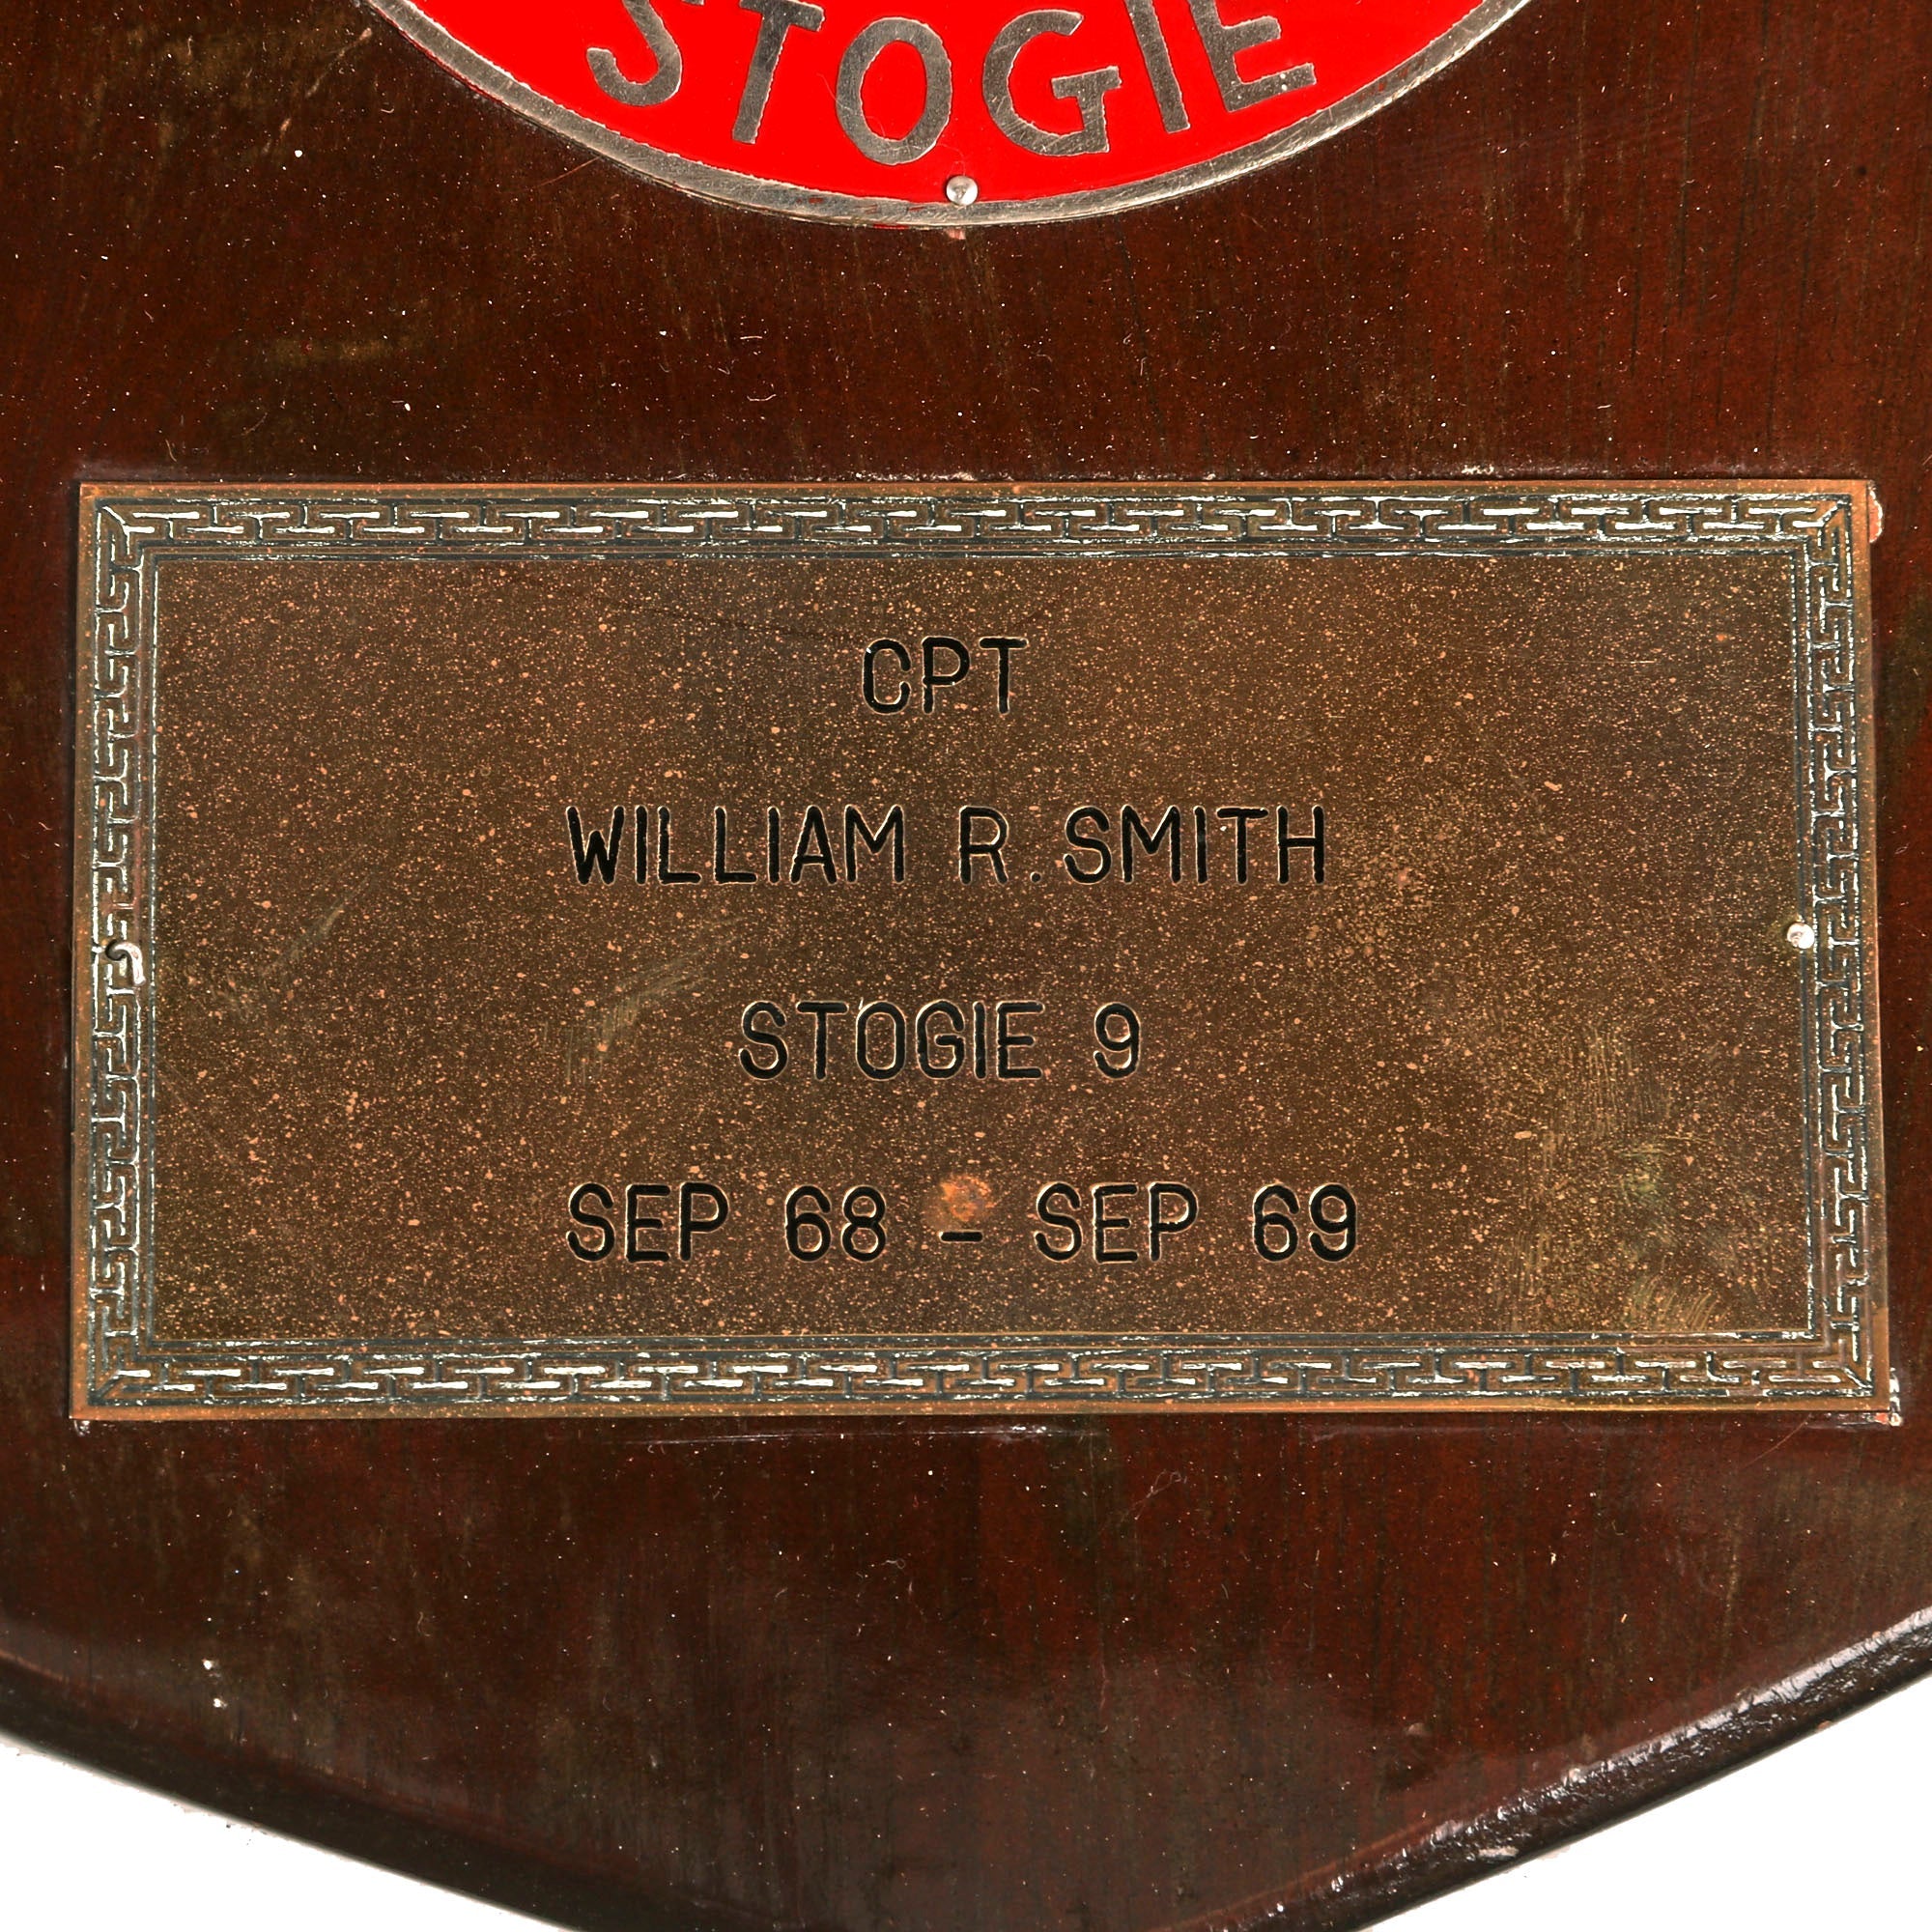 STOGIE
CPT
WILLIAM R. SMITH
STOGIE 9
SEP 68 - SEP 69